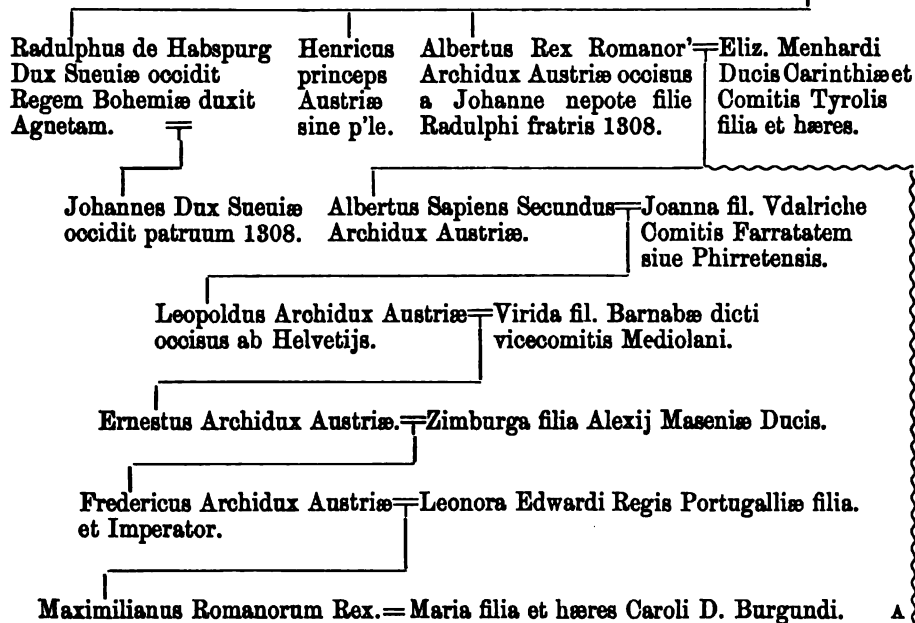 Radulphus de Habspurg
Dux Sueuiæ occidit
Regem Bohemiæ duxit
Agnetam.
Henricus
princeps
Austriæ
sine p'le.
Albertus Rex Romanor'
Archidux Austriæ occisus
a Johanne nepote filie
Radulphi fratris 1308.
Eliz. Menhardi
Ducis Carinthiæ et
Comitis Tyrolis
filia et hæres.
Johannes Dux Sueuiæ
occidit patruum 1308.
Albertus Sapiens Secundus
Archidux Austriæ.
Joanna fil. Vdalriche
Comitis Farratatem
siue Phirretensis.
Leopoldus Archidux Austriæ
occisus ab Helvetijs.
Virida fil. Barnabæ dicti
vicecomitis Mediolani.
Ernestus Archidux Austriæ.
Zimburga filia Alexij Maseniæ Ducis.
Fredericus Archidux Austriæ
et Imperator.
Leonora Edwardi Regis Portugalliæ filia.
Maximilianus Romanorum Rex.
Maria filia et hæres Caroli D. Burgundi.
A